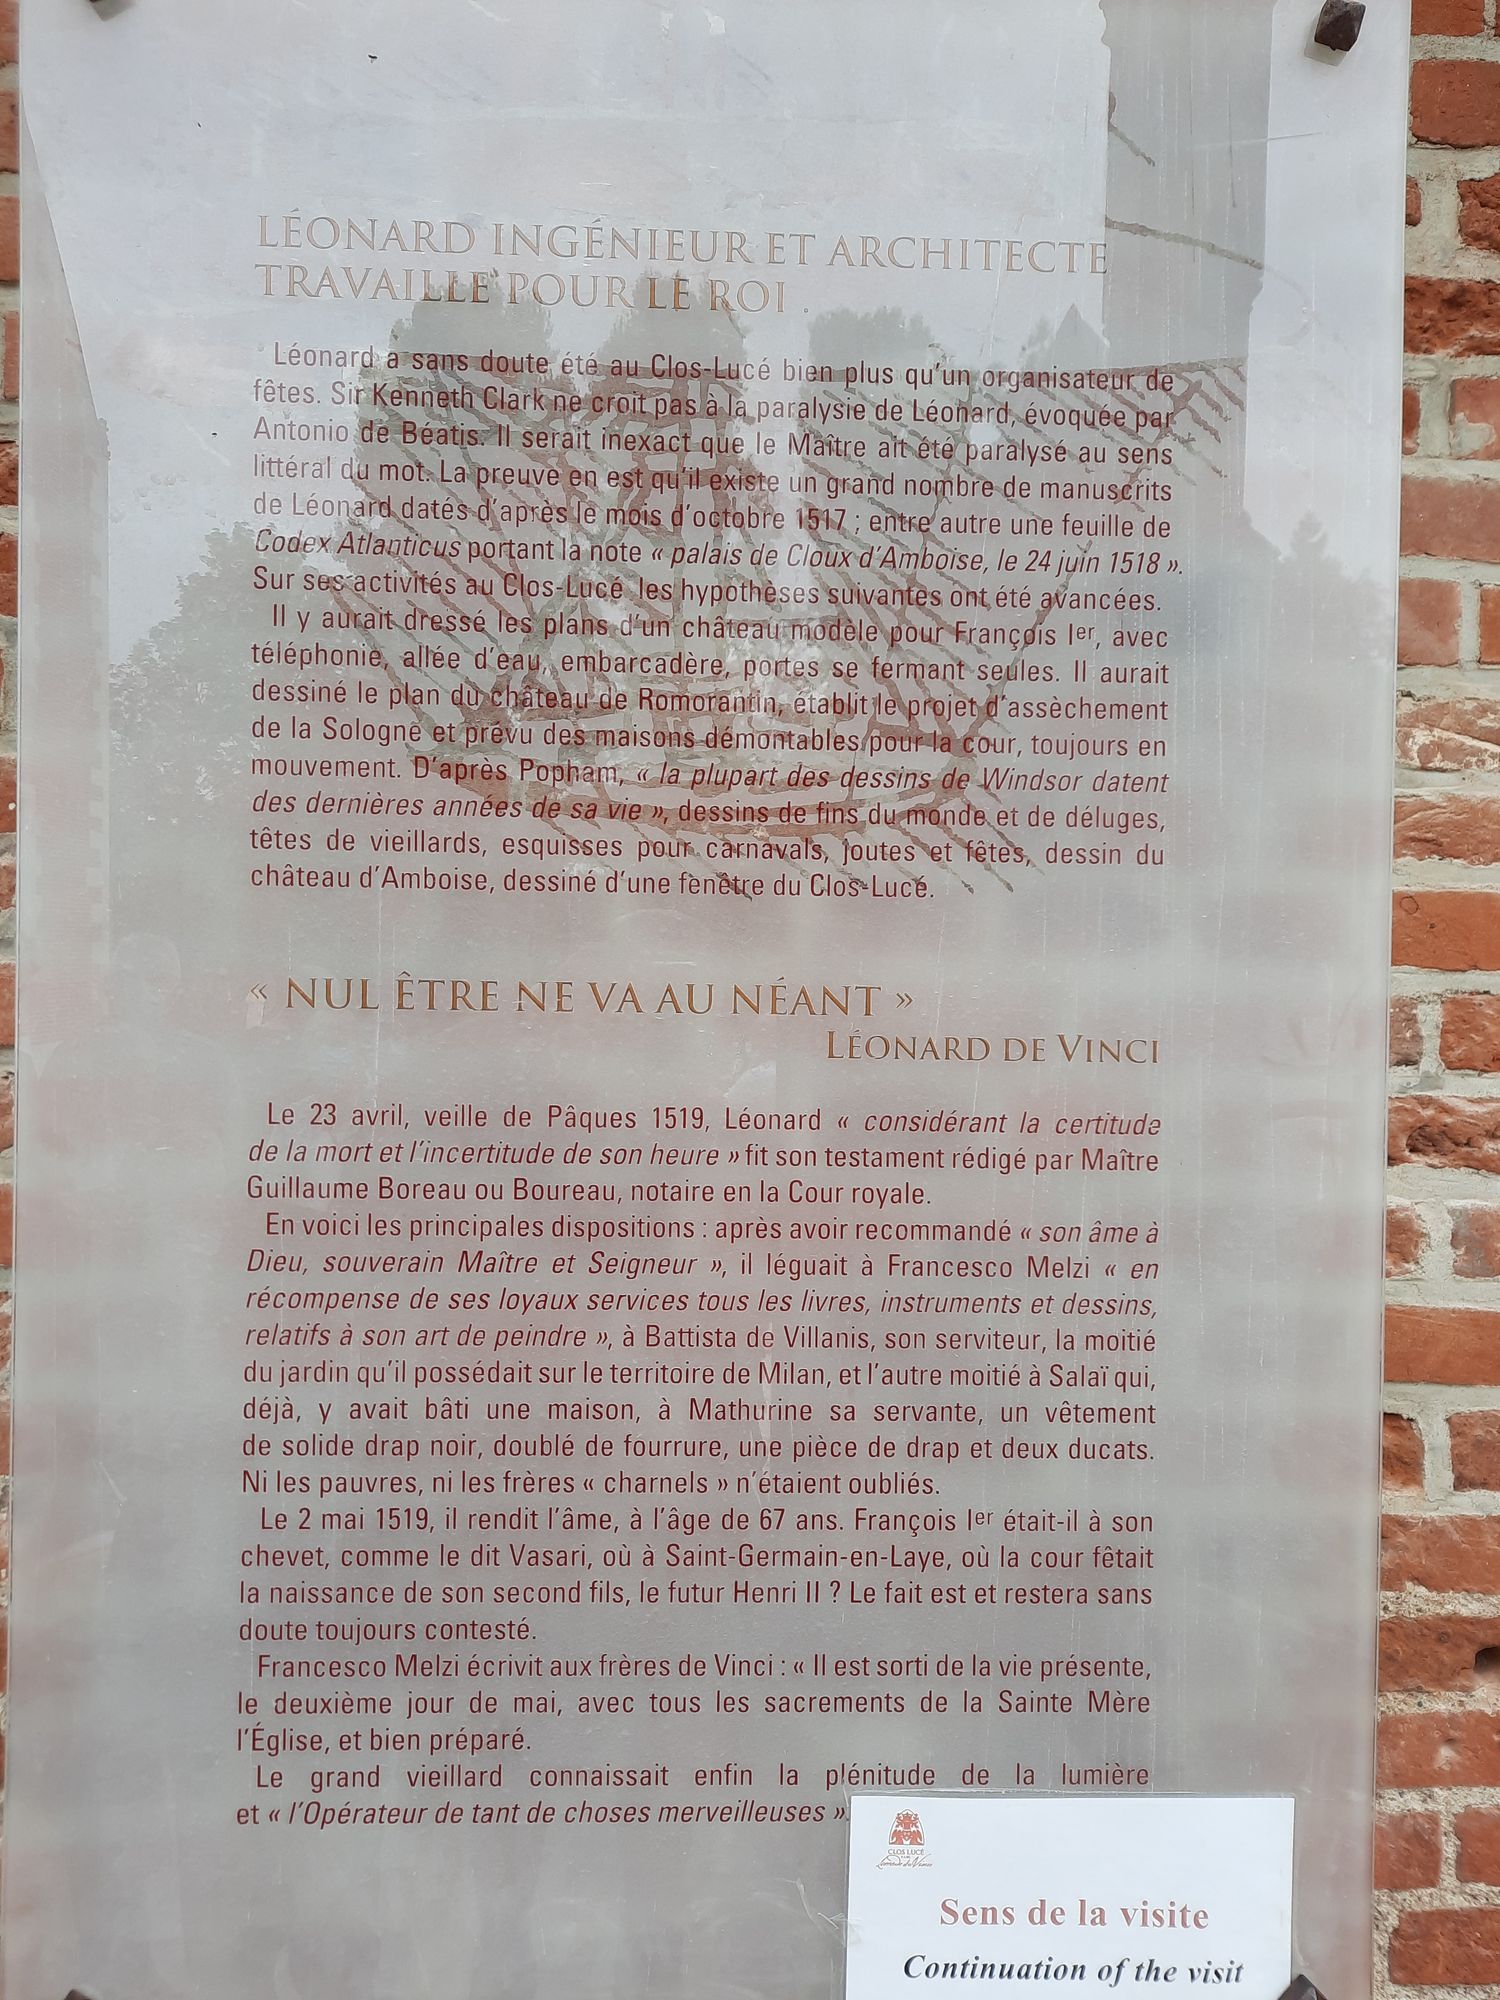 LÉONARD INGÉNIEUR ET ARCHITECTE
TRAVAILLE POUR LE ROI .
Léonard a sans doute été au Clos-Lucé bien plus qu'un organisateur de
fêtes. Sir Kenneth Clark ne croit pas à la paralysie de Léonard, évoquée par
Antonio de Béatis. Il serait inexact que le Maître ait été paralysé au sens
littéral du mot. La preuve en est qu'il existe un grand nombre de manuscrits
de Léonard datés d'après le mois d'octobre 1517 ; entre autre une feuille de
Codex Atlanticus portant la note « palais de Cloux d'Amboise, le 24 juin 1518 ».
Sur ses activités au Clos-Lucé les hypothèses suivantes ont été avancées.
Il y aurait dressé les plans d'un château modèle pour François Ier, avec
téléphonie, allée d'eau, embarcadère, portes se fermant seules. Il aurait
dessiné le plan du château de Romorantin, établit le projet d'assèchement
de la Sologne et prévu des maisons démontables pour la cour, toujours en
mouvement. D'après Popham, « la plupart des dessins de Windsor datent
des dernières années de sa vie », dessins de fins du monde et de déluges,
têtes de vieillards, esquisses pour carnavals, joutes et fêtes, dessin du
château d'Amboise, dessiné d'une fenêtre du Clos-Lucé.
« NUL ÊTRE NE VA AU NÉANT »
LÉONARD DE VINCI
Le 23 avril, veille de Pâques 1519, Léonard « considérant la certitude
de la mort et l'incertitude de son heure » fit son testament rédigé par Maître
Guillaume Boreau ou Boureau, notaire en la Cour royale.
En voici les principales dispositions : après avoir recommandé « son âme à
Dieu, souverain Maître et Seigneur », il léguait à Francesco Melzi « en
récompense de ses loyaux services tous les livres, instruments et dessins,
relatifs à son art de peindre », à Battista de Villanis, son serviteur, la moitié
du jardin qu'il possédait sur le territoire de Milan, et l'autre moitié à Salaï qui,
déjà, y avait bâti une maison, à Mathurine sa servante, un vêtement
de solide drap noir, doublé de fourrure, une pièce de drap et deux ducats.
Ni les pauvres, ni les frères « charnels » n'étaient oubliés.
Le 2 mai 1519, il rendit l'âme, à l'âge de 67 ans. François Ier était-il à son
chevet, comme le dit Vasari, où à Saint-Germain-en-Laye, où la cour fêtait
la naissance de son second fils, le futur Henri II ? Le fait est et restera sans
doute toujours contesté.
Francesco Melzi écrivit aux frères de Vinci : « Il est sorti de la vie présente,
le deuxième jour de mai, avec tous les sacrements de la Sainte Mère
l'Église, et bien préparé.
Le grand vieillard connaissait enfin la plénitude de la lumière
et « l'Opérateur de tant de choses merveilleuses ».
CLOS LUCÉ
Sens de la visite
Continuation of the visit